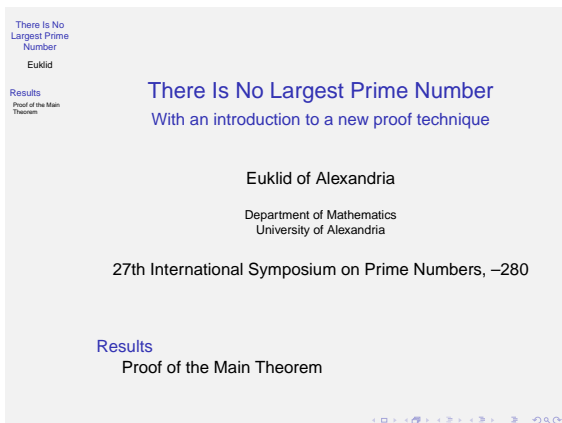 There Is No
Largest Prime
Number
Euklid
Results
Proof of the Main
Theorem
There Is No Largest Prime Number
With an introduction to a new proof technique
Euklid of Alexandria
Department of Mathematics
University of Alexandria
27th International Symposium on Prime Numbers, –280
Results
Proof of the Main Theorem